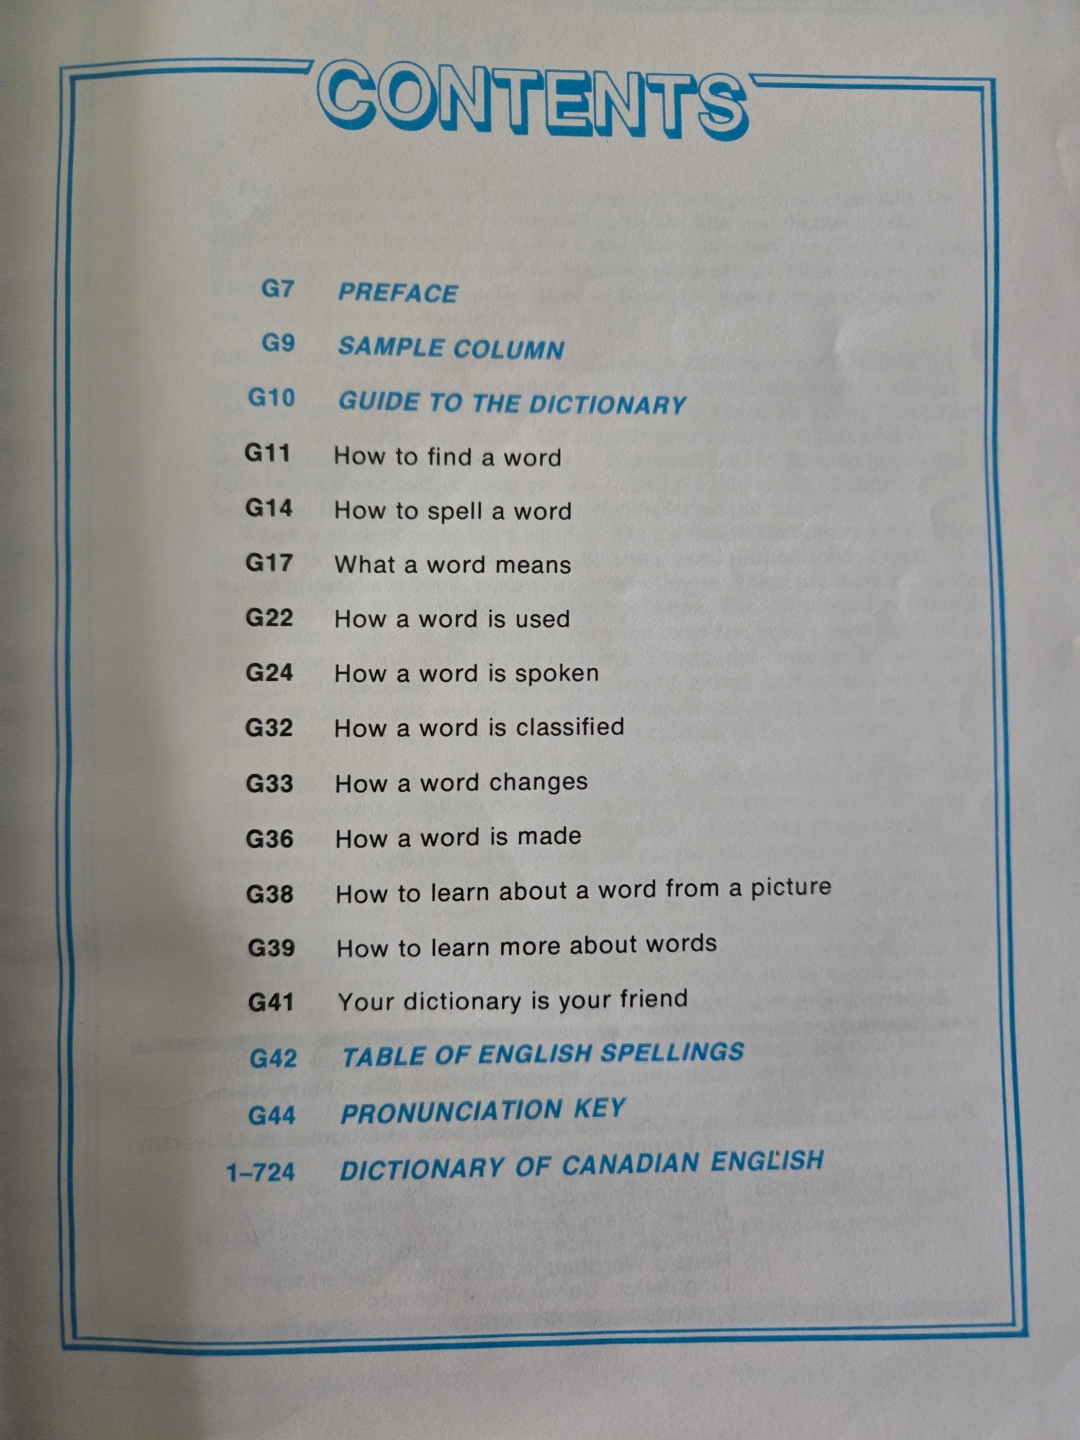 CONTENTS
G7 PREFACE
G9 SAMPLE COLUMN
G10 GUIDE TO THE DICTIONARY
G11 How to find a word
G14 How to spell a word
G17 What a word means
G22 How a word is used
G24 How a word is spoken
G32 How a word is classified
G33 How a word changes
G36 How a word is made
G38 How to learn about a word from a picture
G39 How to learn more about words
G41 Your dictionary is your friend
G42 TABLE OF ENGLISH SPELLINGS
G44 PRONUNCIATION KEY
1–724 DICTIONARY OF CANADIAN ENGLISH